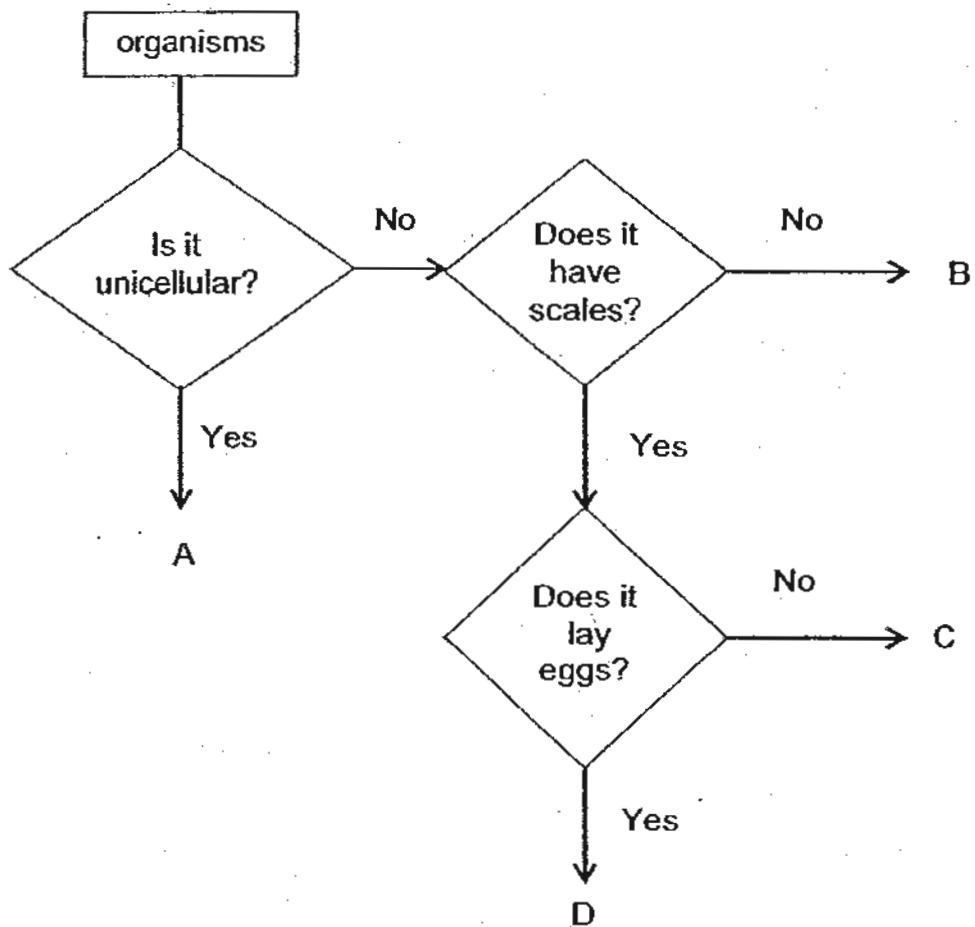 organisms
Is it
unicellular?
No
Does it
have
scales?
No
B
Yes
A
Yes
Does it
lay
eggs?
No
C
Yes
D